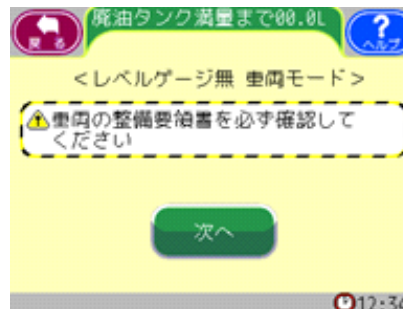 廃油タンク満量まで00.0L
戻る
?
ヘルプ
<レベルゲージ無 車両モード>
車両の整備要領書を必ず確認して
ください
次へ
12:34